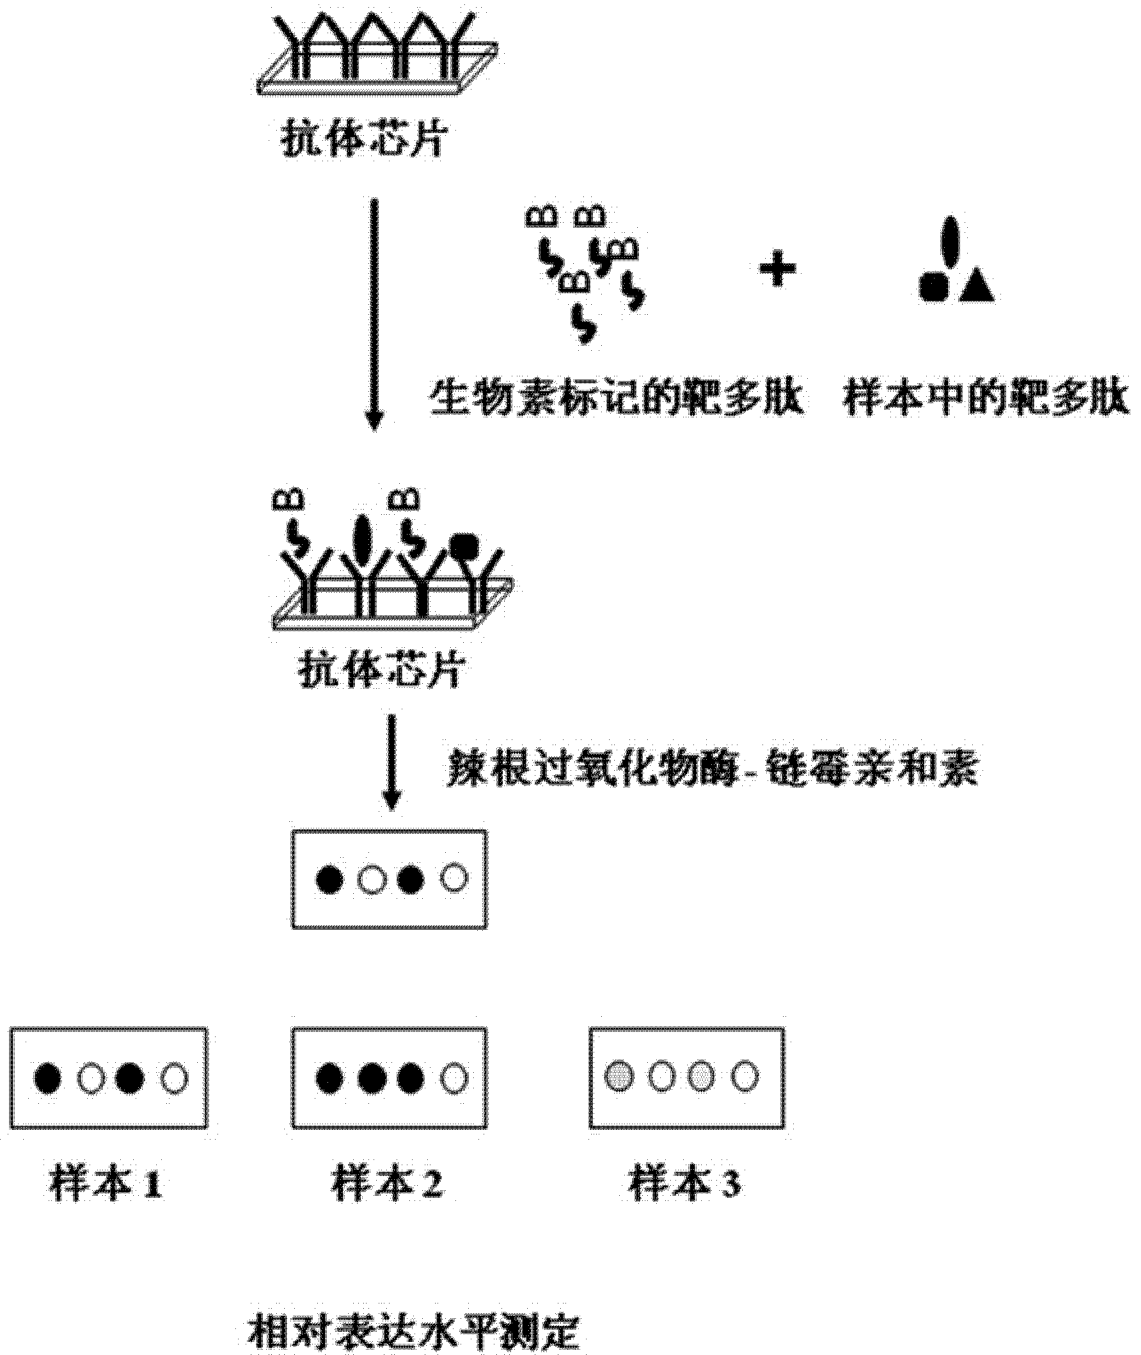 抗体芯片
B B
B
B
生物素标记的靶多肽 样本中的靶多肽
B B
抗体芯片
辣根过氧化物酶-链霉亲和素
样本1 样本2 样本3
相对表达水平测定